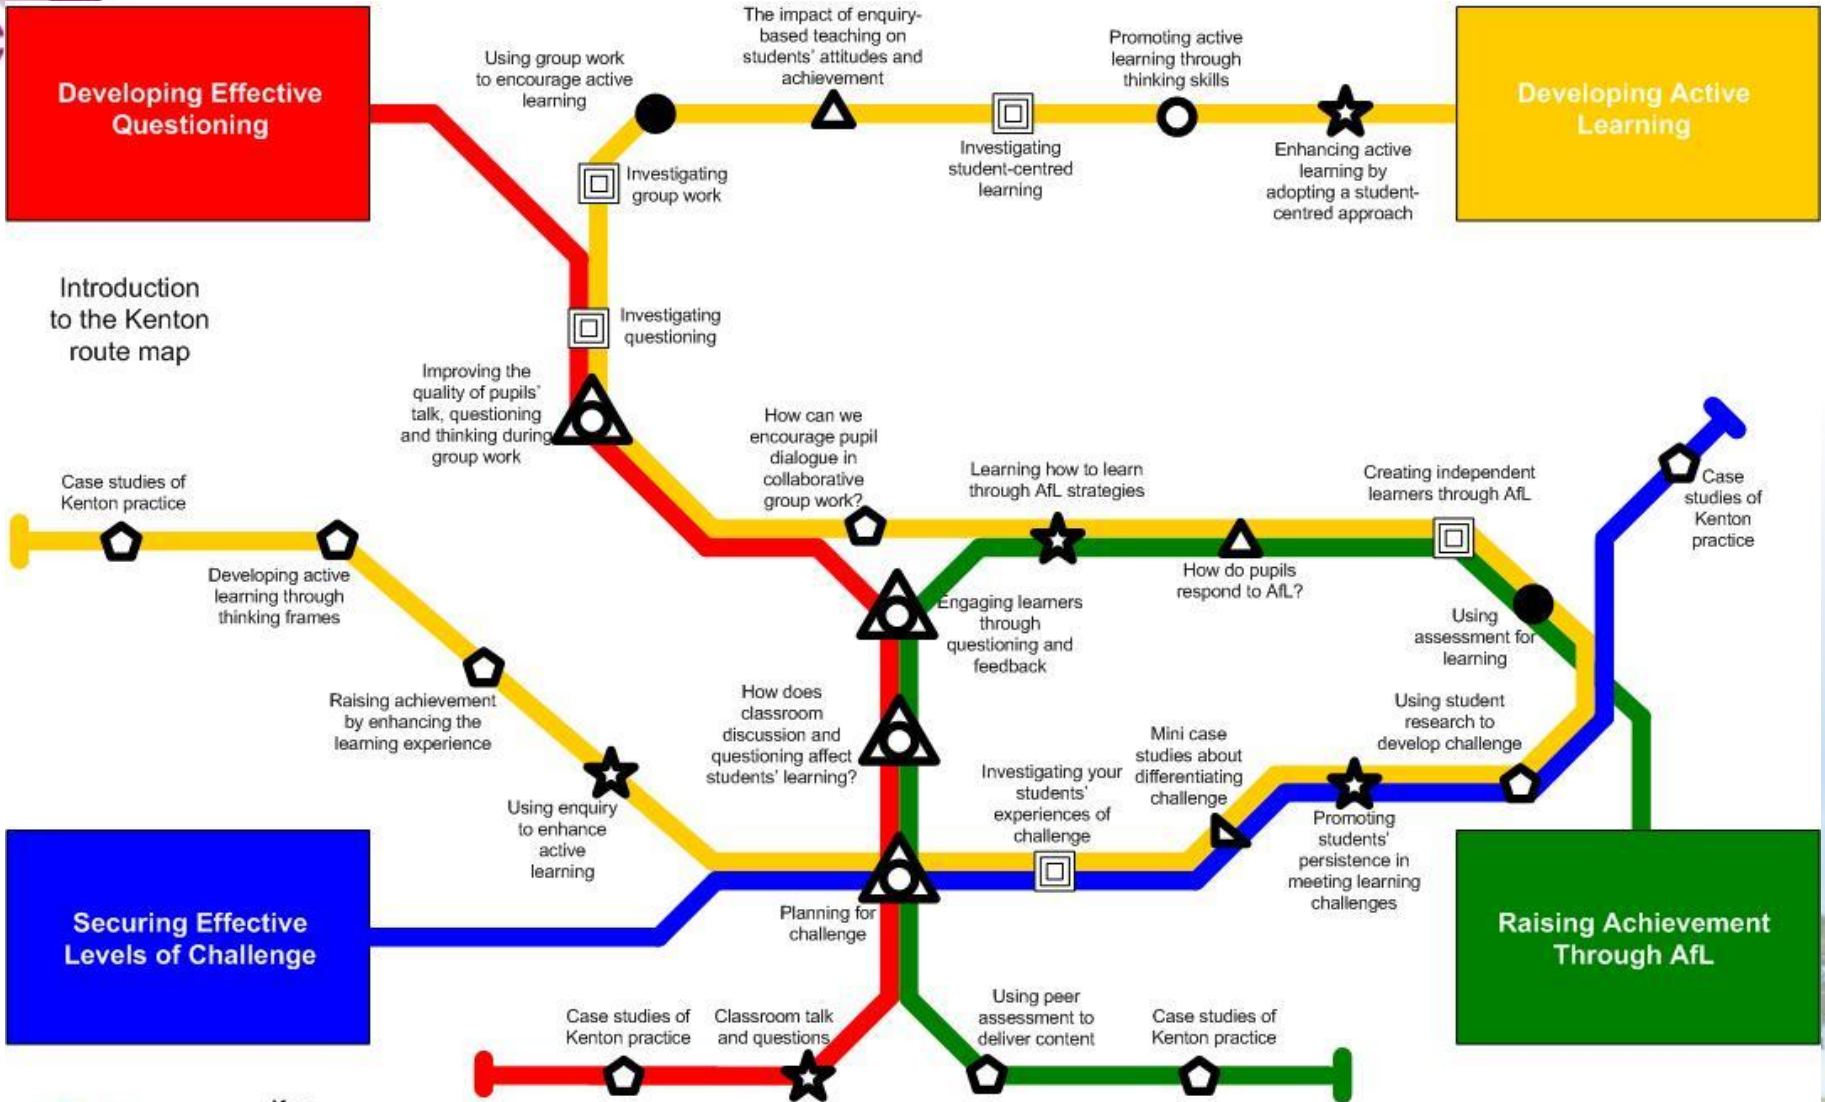 Developing Effective
Questioning
Using group work
to encourage active
learning
The impact of enquiry-
based teaching on
students' attitudes and
achievement
Promoting active
learning through
thinking skills
Developing Active
Learning
Investigating
group work
Investigating
student-centred
learning
Enhancing active
learning by
adopting a student-
centred approach
Introduction
to the Kenton
route map
Investigating
questioning
Improving the
quality of pupils'
talk, questioning
and thinking during
group work
How can we
encourage pupil
dialogue in
collaborative
group work?
Learning how to learn
through AfL strategies
Creating independent
learners through AfL
Case
studies of
Kenton
practice
Case studies of
Kenton practice
Developing active
learning through
thinking frames
How do pupils
respond to AfL?
Engaging learners
through
questioning and
feedback
Using
assessment for
learning
Raising achievement
by enhancing the
learning experience
How does
classroom
discussion and
questioning affect
students' learning?
Using student
research to
develop challenge
Mini case
studies about
differentiating
challenge
Investigating your
students'
experiences of
challenge
Using enquiry
to enhance
active
learning
Promoting
students'
persistence in
meeting learning
challenges
Securing Effective
Levels of Challenge
Planning for
challenge
Raising Achievement
Through AfL
Case studies of
Kenton practice
Classroom talk
and questions
Using peer
assessment to
deliver content
Case studies of
Kenton practice